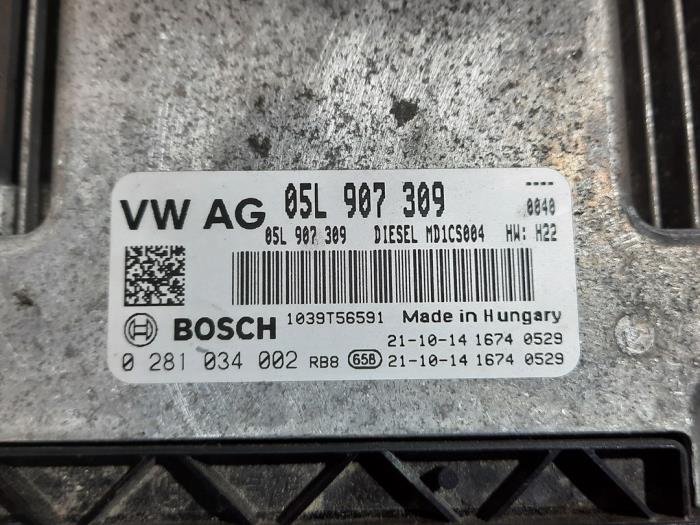 VW AG 05L 907 309 ----
0040
05L 907 309 DIESEL MD1CS004 HW: H22
BOSCH 1039T56591 Made in Hungary
21-10-14 1674 0529
0 281 034 002 RB8 65B 21-10-14 1674 0529